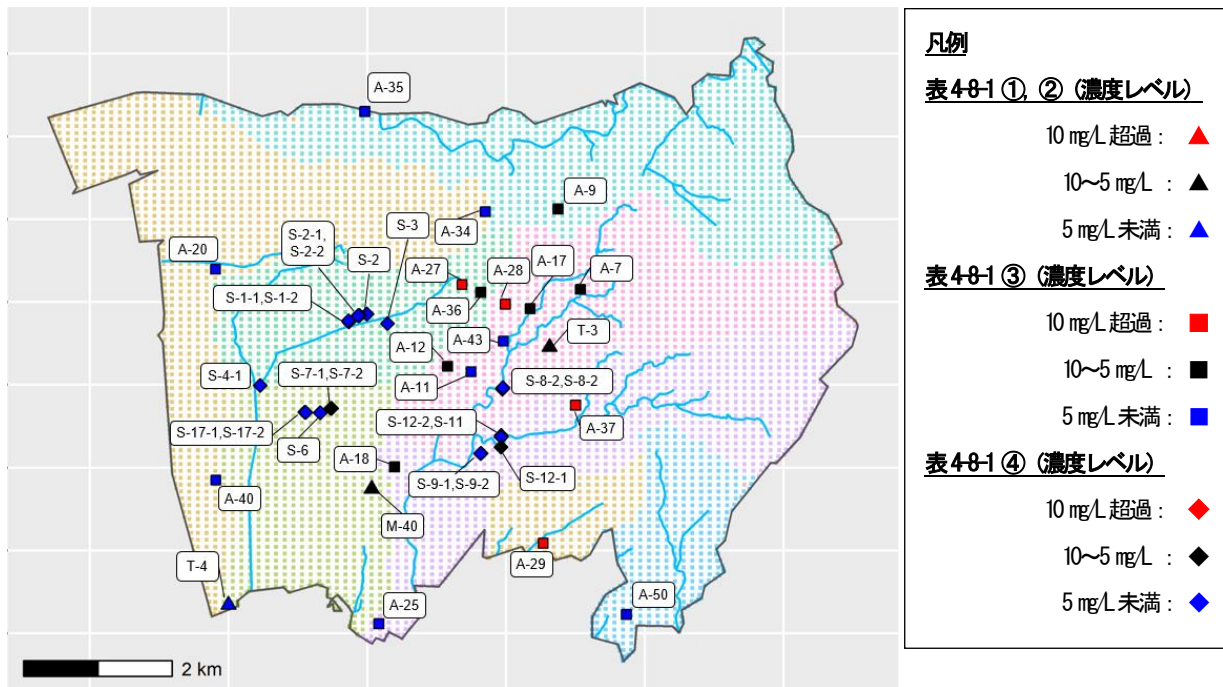 A-35
A-9
S-3
A-34
S-2-1,
S-2-2
S-2
A-20
A-27
A-28
A-17
A-7
S-1-1,S-1-2
A-36
T-3
A-43
A-12
S-7-1,S-7-2
S-4-1
S-8-2,S-8-2
A-11
S-12-2,S-11
A-37
S-17-1,S-17-2
S-6
A-18
S-9-1,S-9-2
S-12-1
A-40
M-40
T-4
A-29
A-25
A-50
2 km
凡例
表4-8-1 ①, ② (濃度レベル)
10 mg/L 超過 :
10~5 mg/L :
5 mg/L 未満 :
表4-8-1 ③ (濃度レベル)
10 mg/L 超過 :
10~5 mg/L :
5 mg/L 未満 :
表4-8-1 ④ (濃度レベル)
10 mg/L 超過 :
10~5 mg/L :
5 mg/L 未満 :